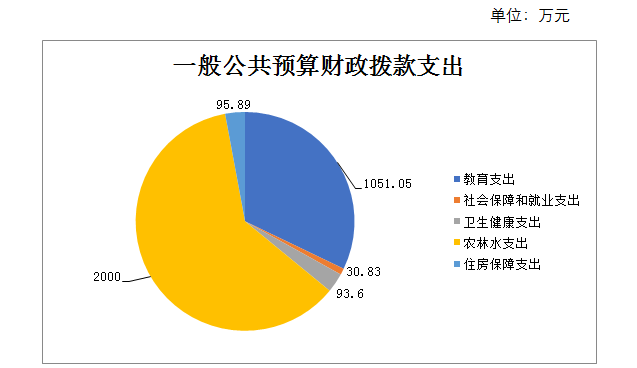 单位：万元
一般公共预算财政拨款支出
95.89
1051.05
教育支出
社会保障和就业支出
卫生健康支出
农林水支出
住房保障支出
30.83
93.6
2000